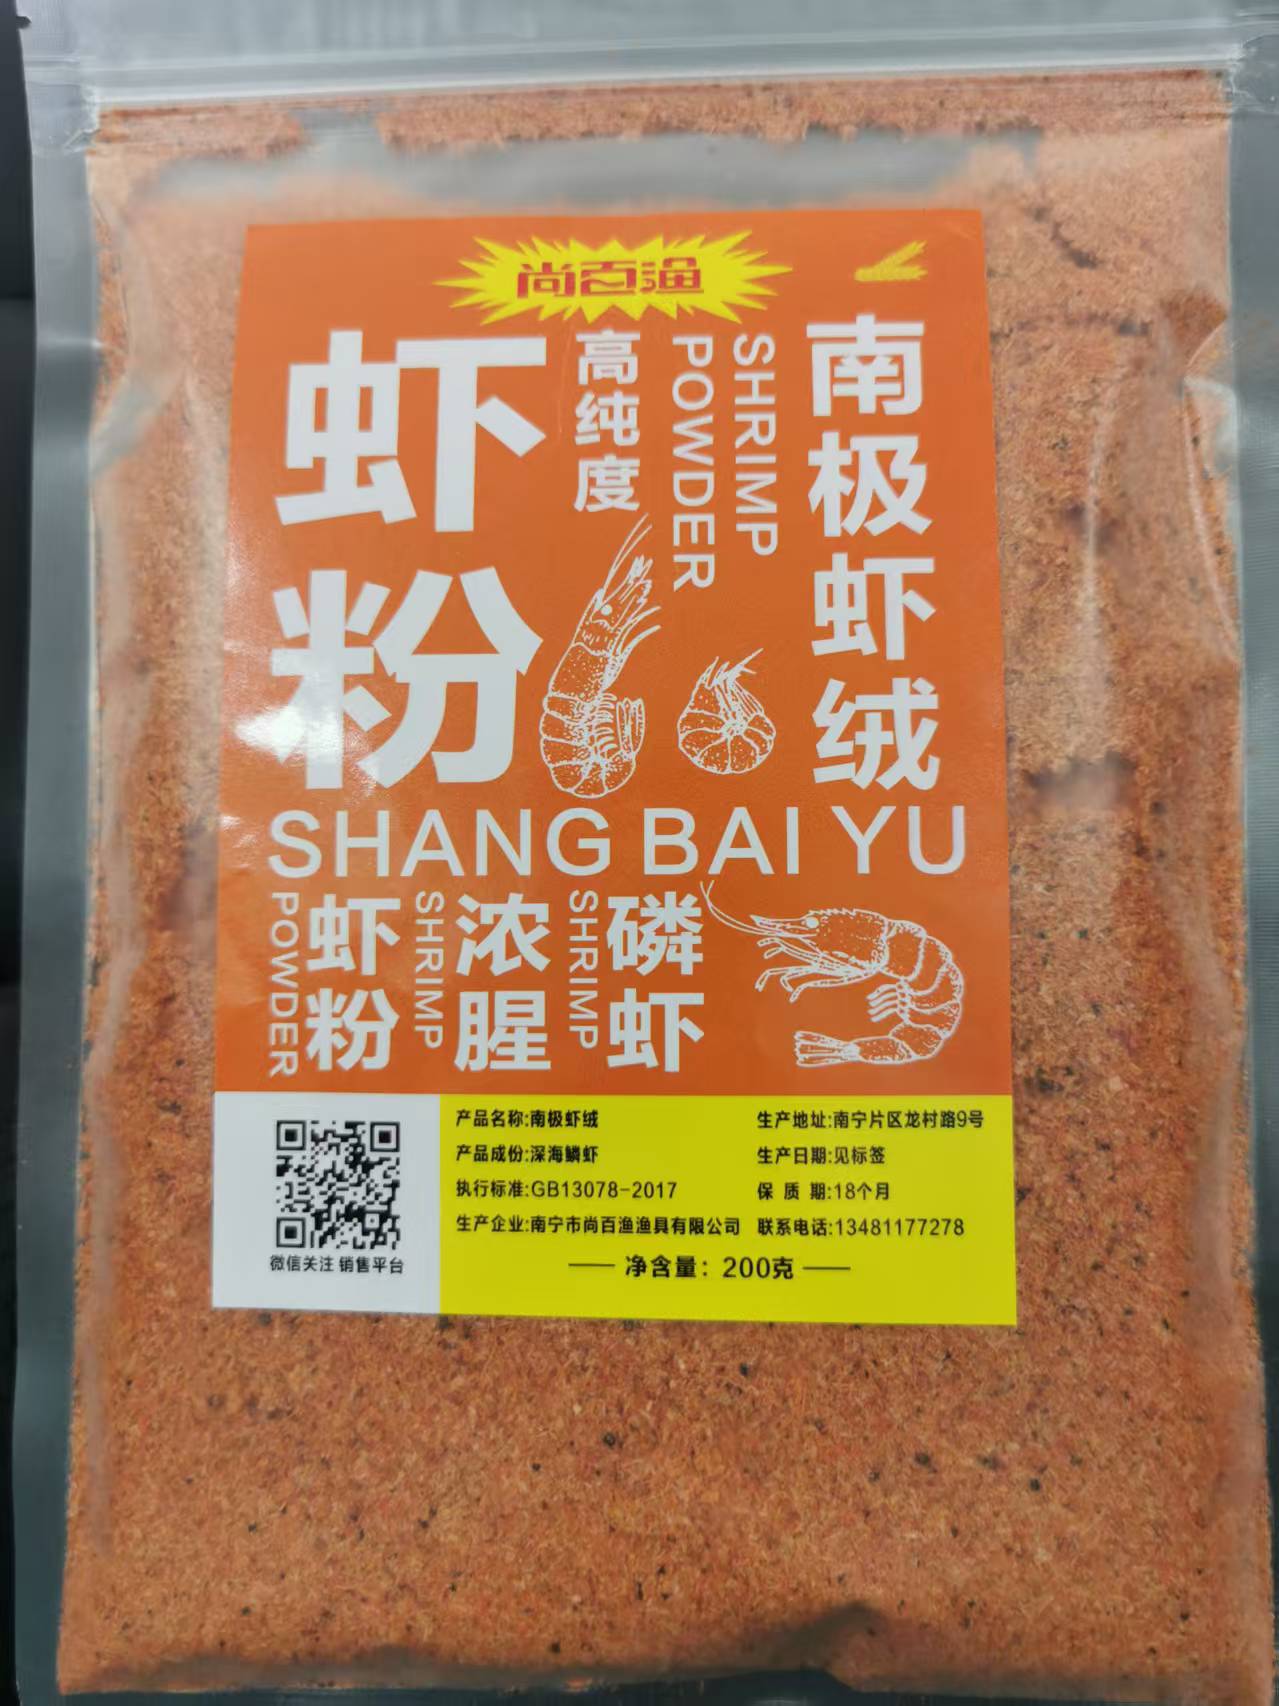 尚百渔
虾粉
高纯度
SHRIMP
POWDER
南极虾绒
SHANG BAI YU
POWDER
虾粉
SHRIMP
浓腥
SHRIMP
磷虾
微信关注 销售平台
产品名称:南极虾绒
产品成份:深海鳞虾
执行标准:GB13078-2017
生产企业:南宁市尚百渔渔具有限公司
生产地址:南宁片区龙村路9号
生产日期:见标签
保 质 期:18个月
联系电话:13481177278
净含量：200克